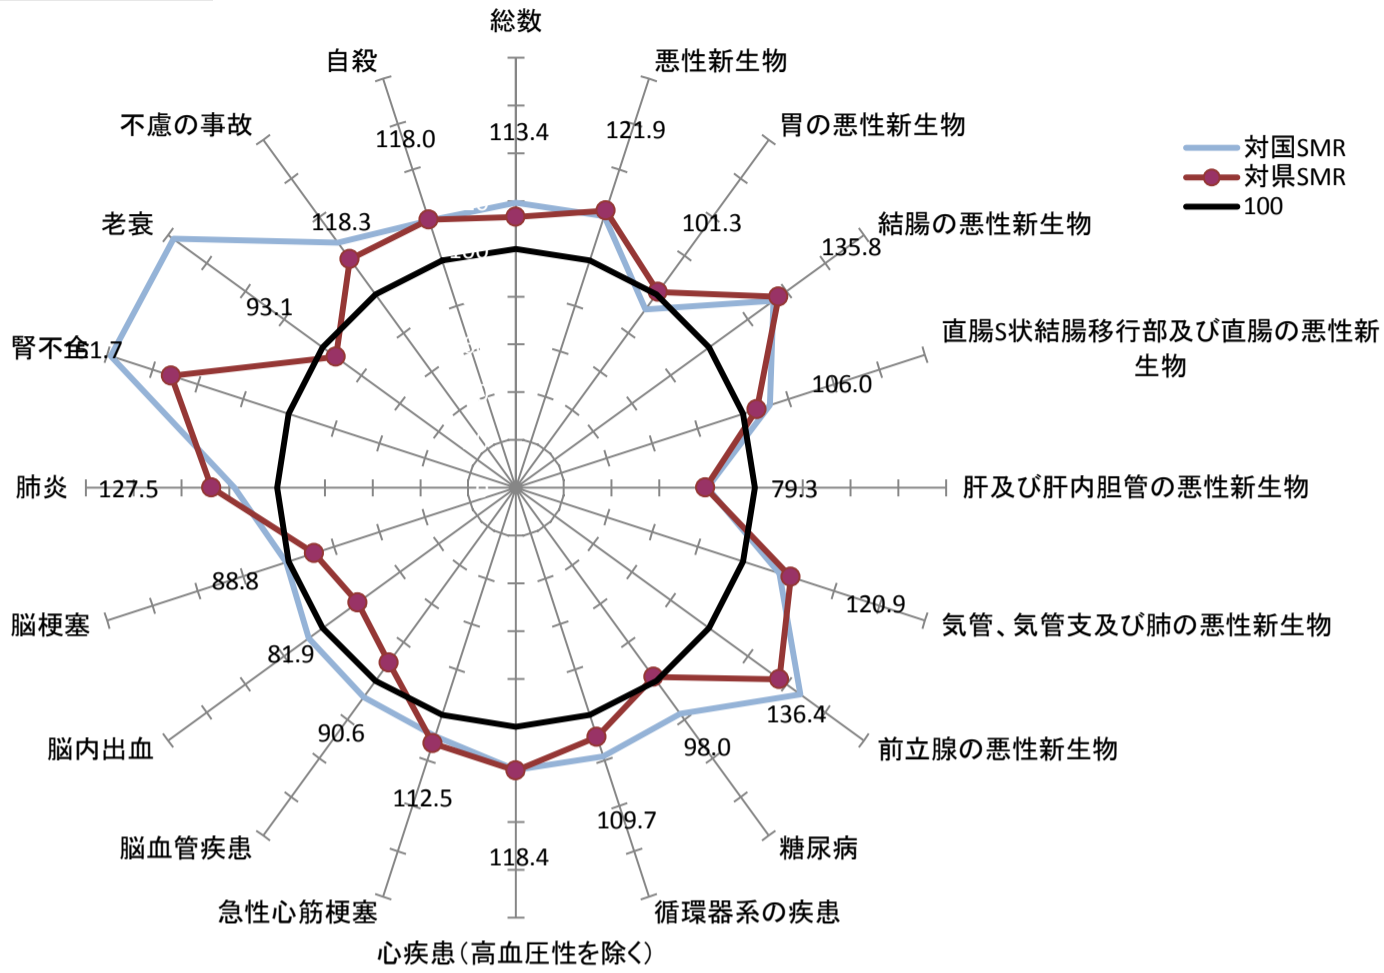 総数
悪性新生物
胃の悪性新生物
結腸の悪性新生物
直腸S状結腸移行部及び直腸の悪性新
生物
肝及び肝内胆管の悪性新生物
気管、気管支及び肺の悪性新生物
前立腺の悪性新生物
糖尿病
循環器系の疾患
心疾患（高血圧性を除く）
急性心筋梗塞
脳血管疾患
脳内出血
脳梗塞
肺炎
腎不全
老衰
不慮の事故
自殺
113.4
121.9
101.3
135.8
106.0
79.3
120.9
136.4
98.0
109.7
118.4
112.5
90.6
81.9
88.8
127.5
161.7
93.1
118.3
118.0
100
対国SMR
対県SMR
100